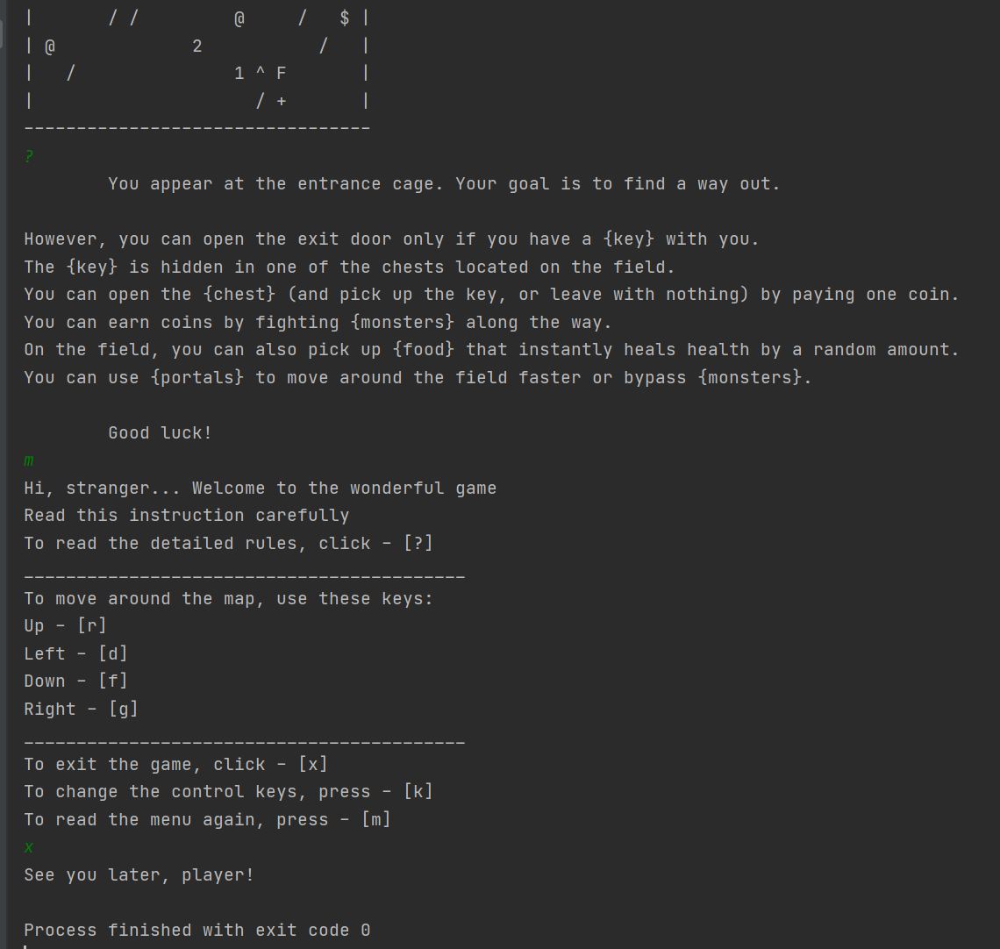 |       / /         @     /   $ |
| @             2           /   |
|   /               1 ^ F       |
|                     / +       |
---------------------------------
?
        You appear at the entrance cage. Your goal is to find a way out.

However, you can open the exit door only if you have a {key} with you.
The {key} is hidden in one of the chests located on the field.
You can open the {chest} (and pick up the key, or leave with nothing) by paying one coin.
You can earn coins by fighting {monsters} along the way.
On the field, you can also pick up {food} that instantly heals health by a random amount.
You can use {portals} to move around the field faster or bypass {monsters}.

        Good luck!
m
Hi, stranger... Welcome to the wonderful game
Read this instruction carefully
To read the detailed rules, click - [?]
__________________________________________
To move around the map, use these keys:
Up - [r]
Left - [d]
Down - [f]
Right - [g]
__________________________________________
To exit the game, click - [x]
To change the control keys, press - [k]
To read the menu again, press - [m]
x
See you later, player!

Process finished with exit code 0